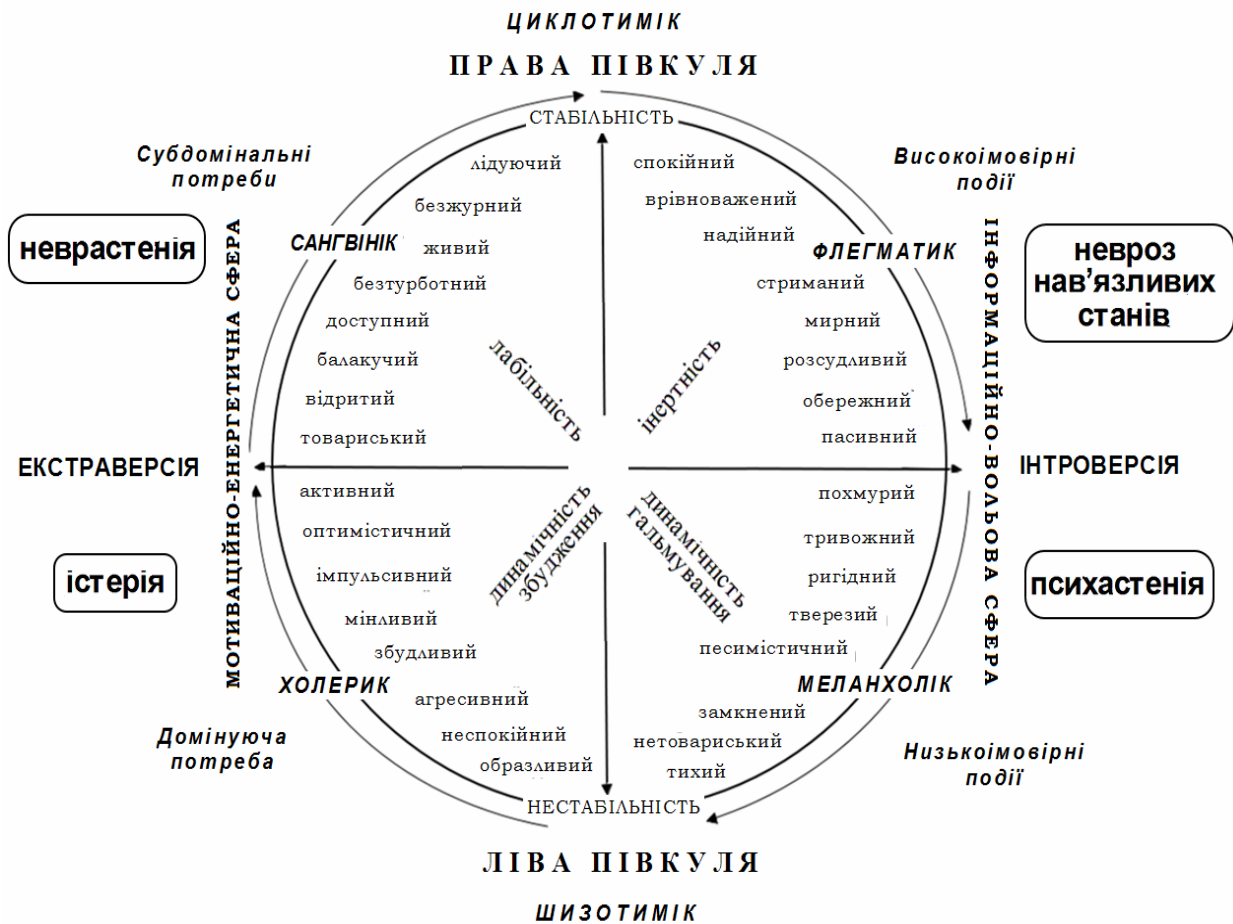 ЦИКЛОТИМІК
ПРАВА ПІВКУЛЯ
СТАБІЛЬНІСТЬ
Субдомінальні
потреби
Високоімовірні
події
лідуючий
безжурний
живий
безтурботний
доступний
балакучий
відритий
товариський
спокійний
врівноважений
надійний
стриманий
мирний
розсудливий
обережний
пасивний
САНГВІНІК
ФЛЕГМАТИК
неврастенія
невроз
нав’язливих
станів
МОТИВАЦІЙНО-ЕНЕРГЕТИЧНА СФЕРА
ІНФОРМАЦІЙНО-ВОЛЬОВА СФЕРА
лабільність
інертність
ЕКСТРАВЕРСІЯ
ІНТРОВЕРСІЯ
динамічність
збудження
динамічність
гальмування
активний
оптимістичний
імпульсивний
мінливий
збудливий
агресивний
неспокійний
образливий
похмурий
тривожний
ригідний
тверезий
песимістичний
замкнений
нетовариський
тихий
істерія
психастенія
ХОЛЕРИК
МЕЛАНХОЛІК
Домінуюча
потреба
Низькоімовірні
події
НЕСТАБІЛЬНІСТЬ
ЛІВА ПІВКУЛЯ
ШИЗОТИМІК